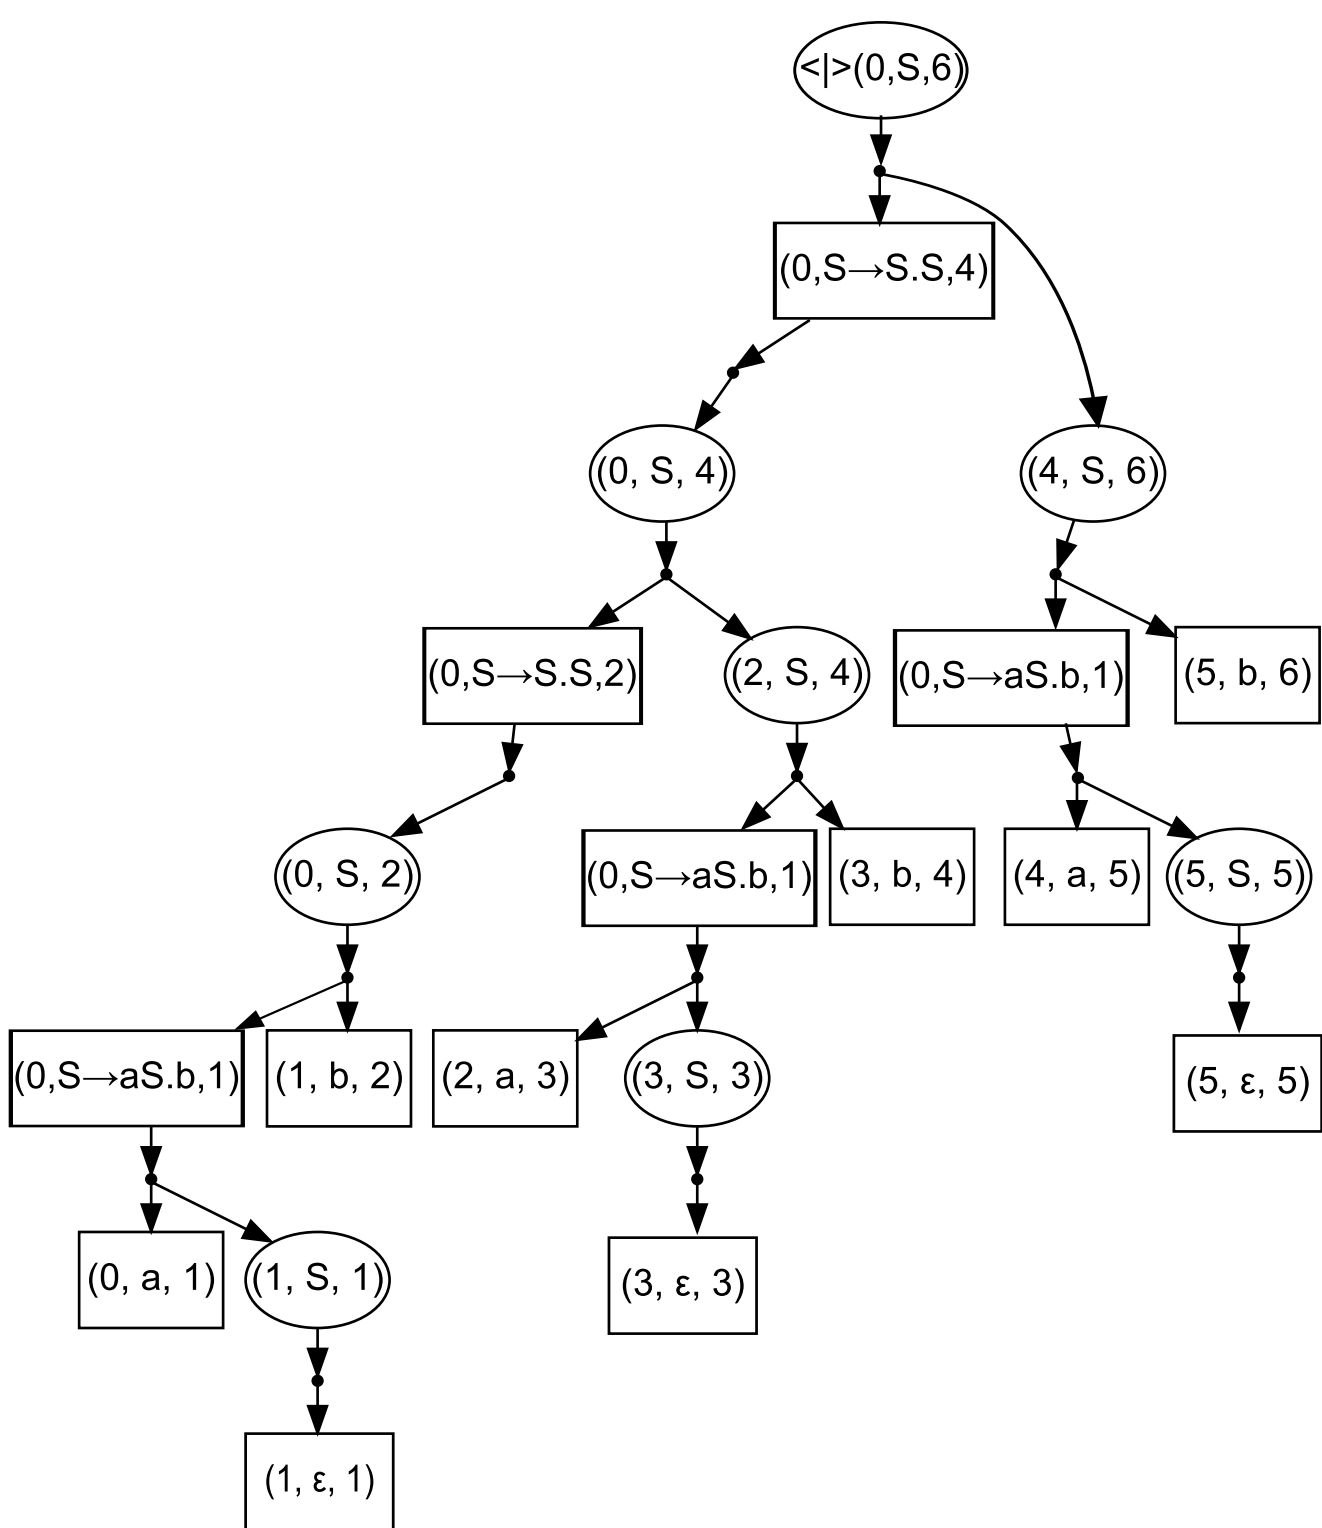 <|>(0,S,6)
(0,S→S.S,4)
(0, S, 4)
(4, S, 6)
(0,S→S.S,2)
(2, S, 4)
(0,S→aS.b,1)
(5, b, 6)
(0, S, 2)
(0,S→aS.b,1)
(3, b, 4)
(4, a, 5)
(5, S, 5)
(0,S→aS.b,1)
(1, b, 2)
(2, a, 3)
(3, S, 3)
(5, ε, 5)
(0, a, 1)
(1, S, 1)
(3, ε, 3)
(1, ε, 1)